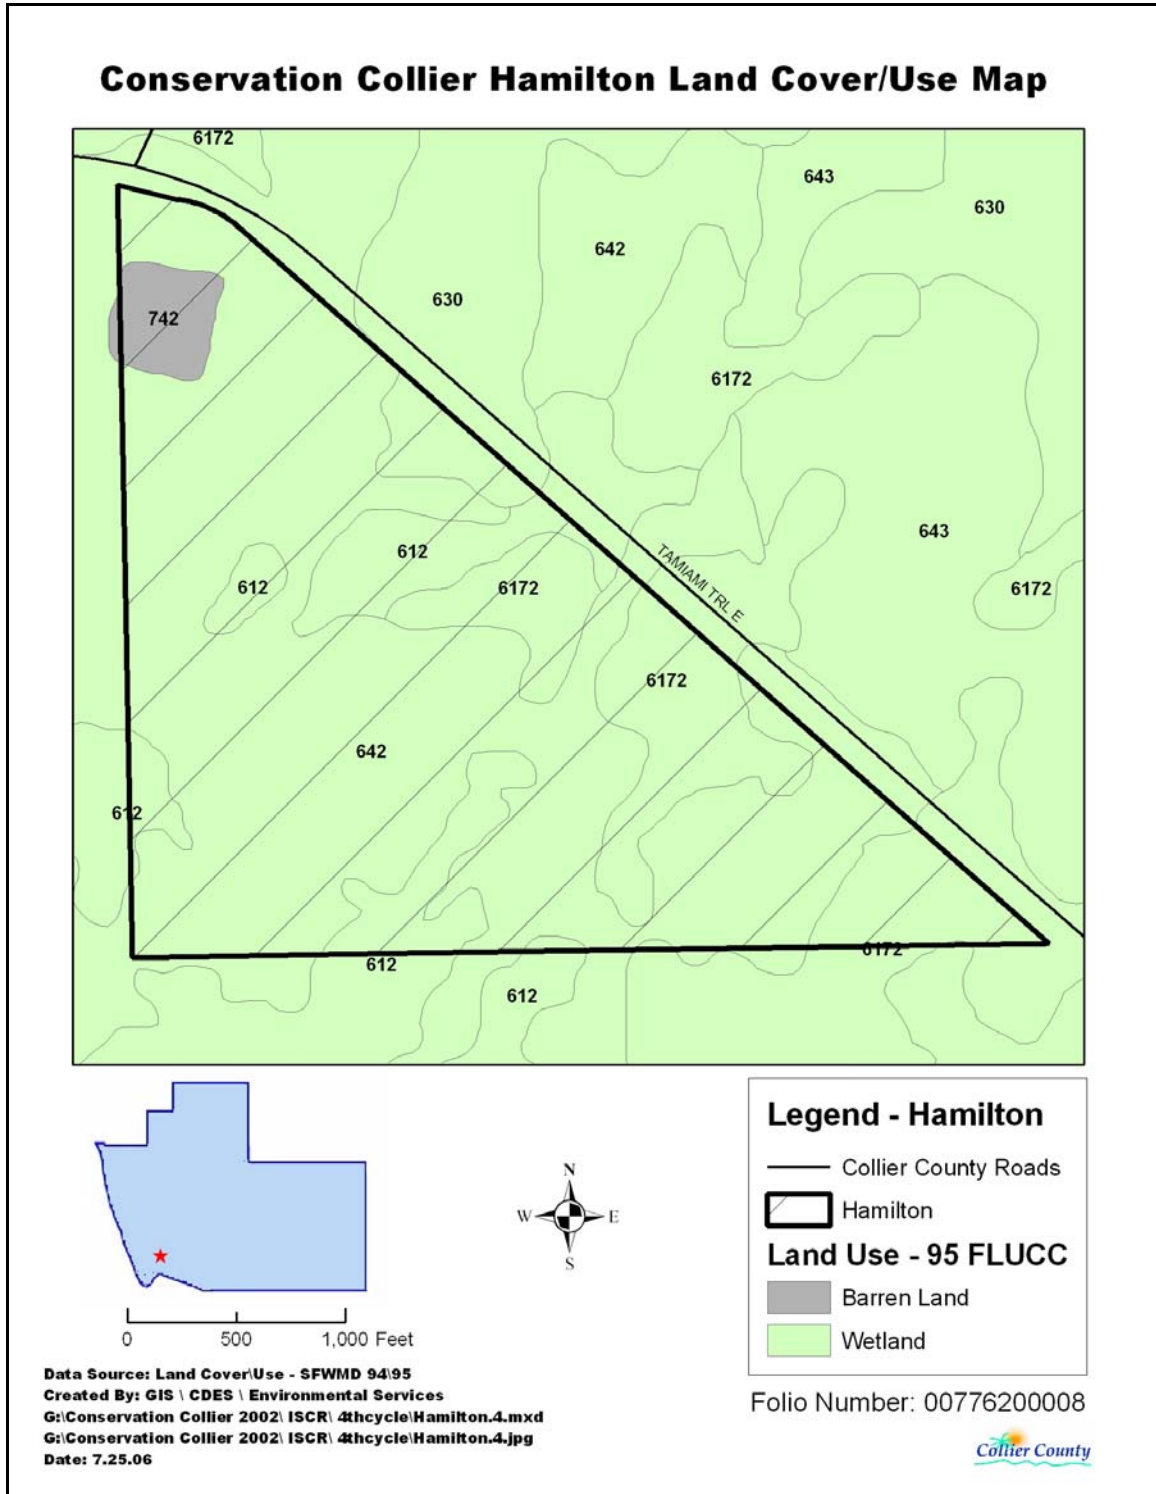 Conservation Collier Hamilton Land Cover/Use Map
6172
643
630
642
630
742
6172
643
612
TAMIAMI TRL E
612
6172
6172
6172
642
612
6172
612
612
N
W E
S
0 500 1,000 Feet
Legend - Hamilton
Collier County Roads
Hamilton
Land Use - 95 FLUCC
Barren Land
Wetland
Folio Number: 00776200008
Collier County
Data Source: Land Cover\Use - SFWMD 94\95
Created By: GIS \ CDES \ Environmental Services
G:\Conservation Collier 2002\ ISCR\ 4thcycle\Hamilton.4.mxd
G:\Conservation Collier 2002\ ISCR\ 4thcycle\Hamilton.4.jpg
Date: 7.25.06